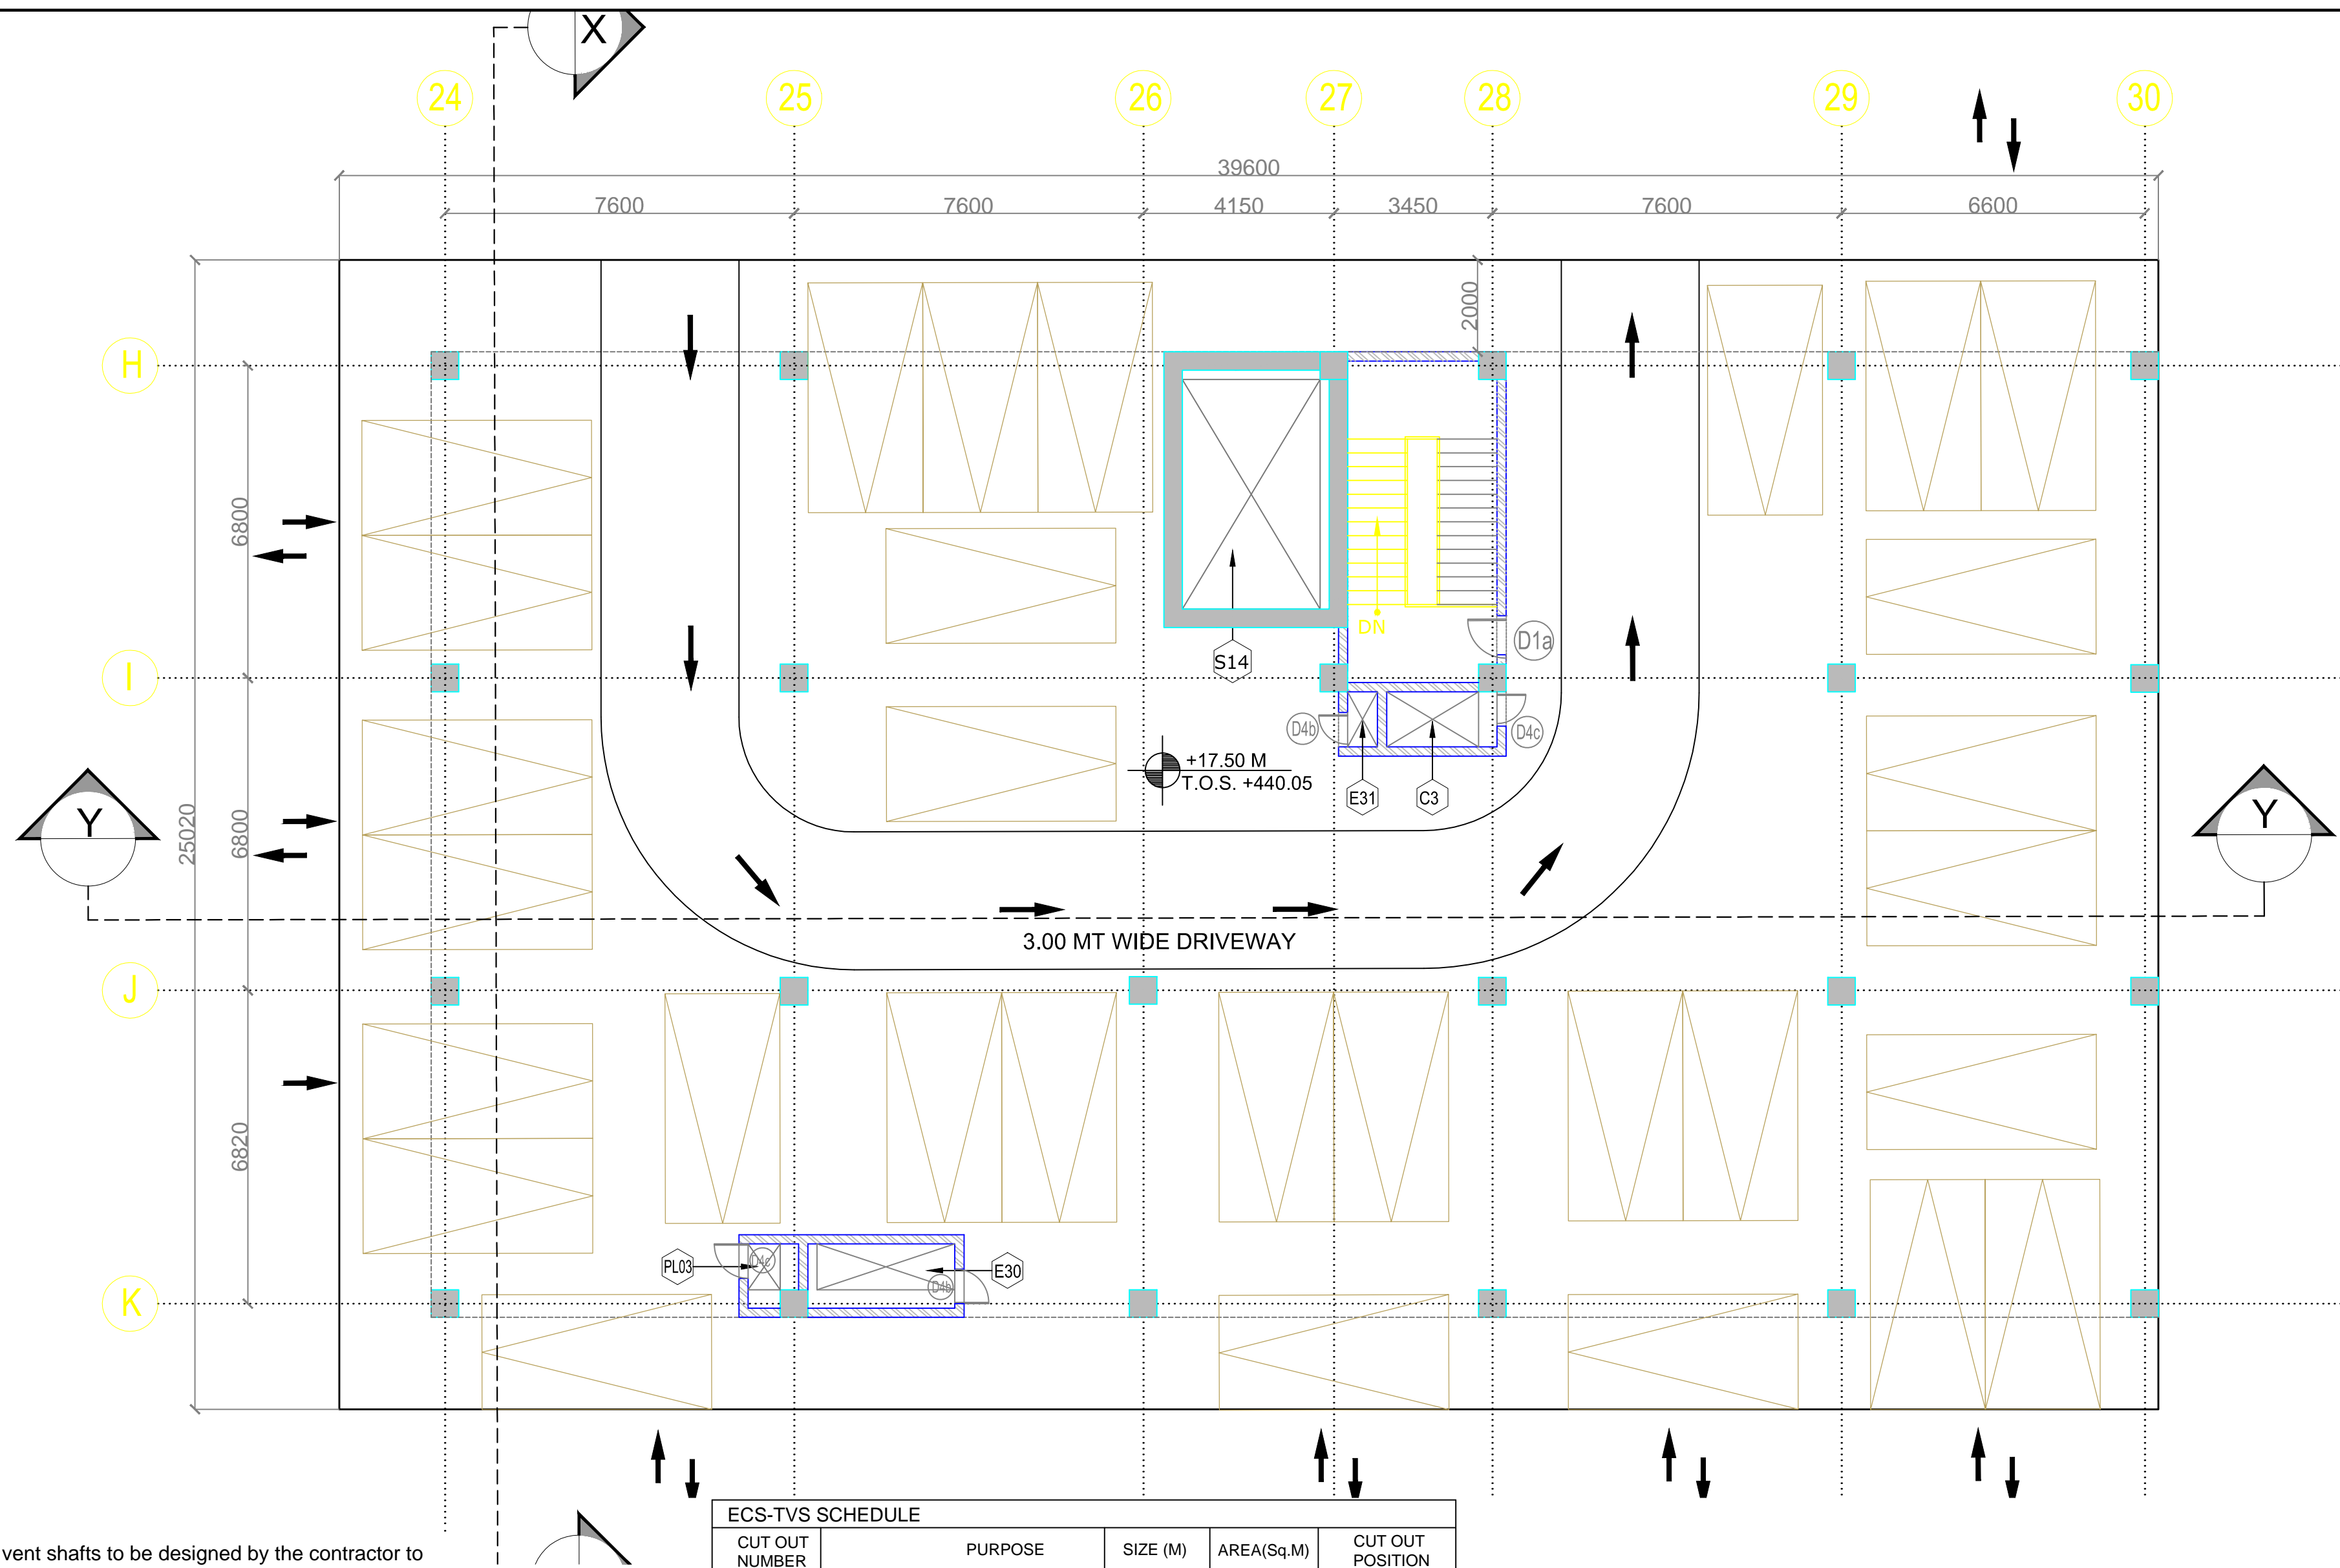 X
24
25
26
27
28
29
30
39600
7600
7600
4150
3450
7600
6600
2000
H
6800
DN
D1a
S14
I
D4b
D4c
+17.50 M
T.O.S. +440.05
E31
C3
Y
Y
25020
6800
3.00 MT WIDE DRIVEWAY
J
6820
D4c
PL03
E30
D4b
K
ECS-TVS SCHEDULE
CUT OUT NUMBER
PURPOSE
SIZE (M)
AREA(Sq.M)
CUT OUT POSITION
vent shafts to be designed by the contractor to